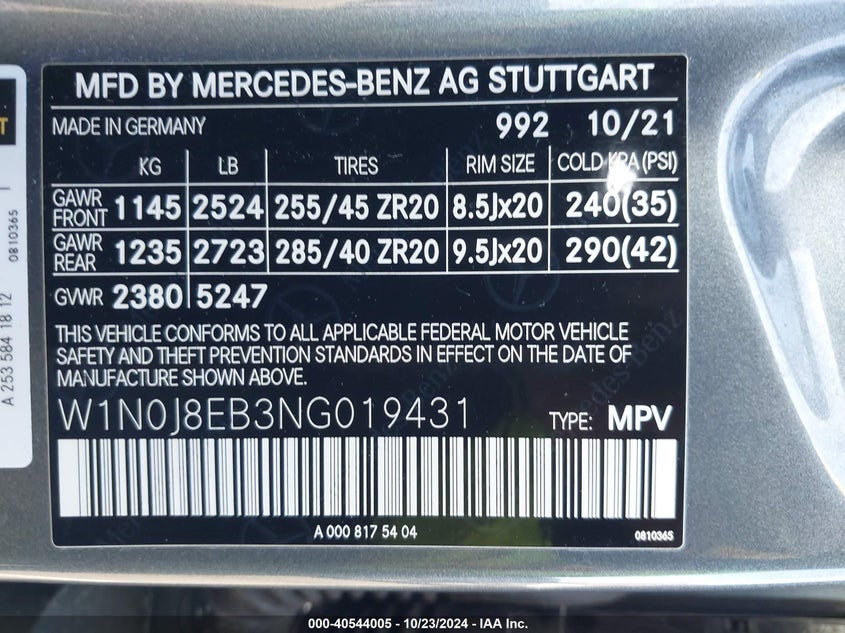 MFD BY MERCEDES-BENZ AG STUTTGART
MADE IN GERMANY 992 10/21
KG LB TIRES RIM SIZE COLD KPA (PSI)
GAWR FRONT 1145 2524 255/45 ZR20 8.5Jx20 240(35)
GAWR REAR 1235 2723 285/40 ZR20 9.5Jx20 290(42)
GVWR 2380 5247
THIS VEHICLE CONFORMS TO ALL APPLICABLE FEDERAL MOTOR VEHICLE
SAFETY AND THEFT PREVENTION STANDARDS IN EFFECT ON THE DATE OF
MANUFACTURE SHOWN ABOVE.
W1N0J8EB3NG019431 TYPE: MPV
A 000 817 54 04 0810365
A 253 584 18 12 0810365
000-40544005 - 10/23/2024 - IAA Inc.